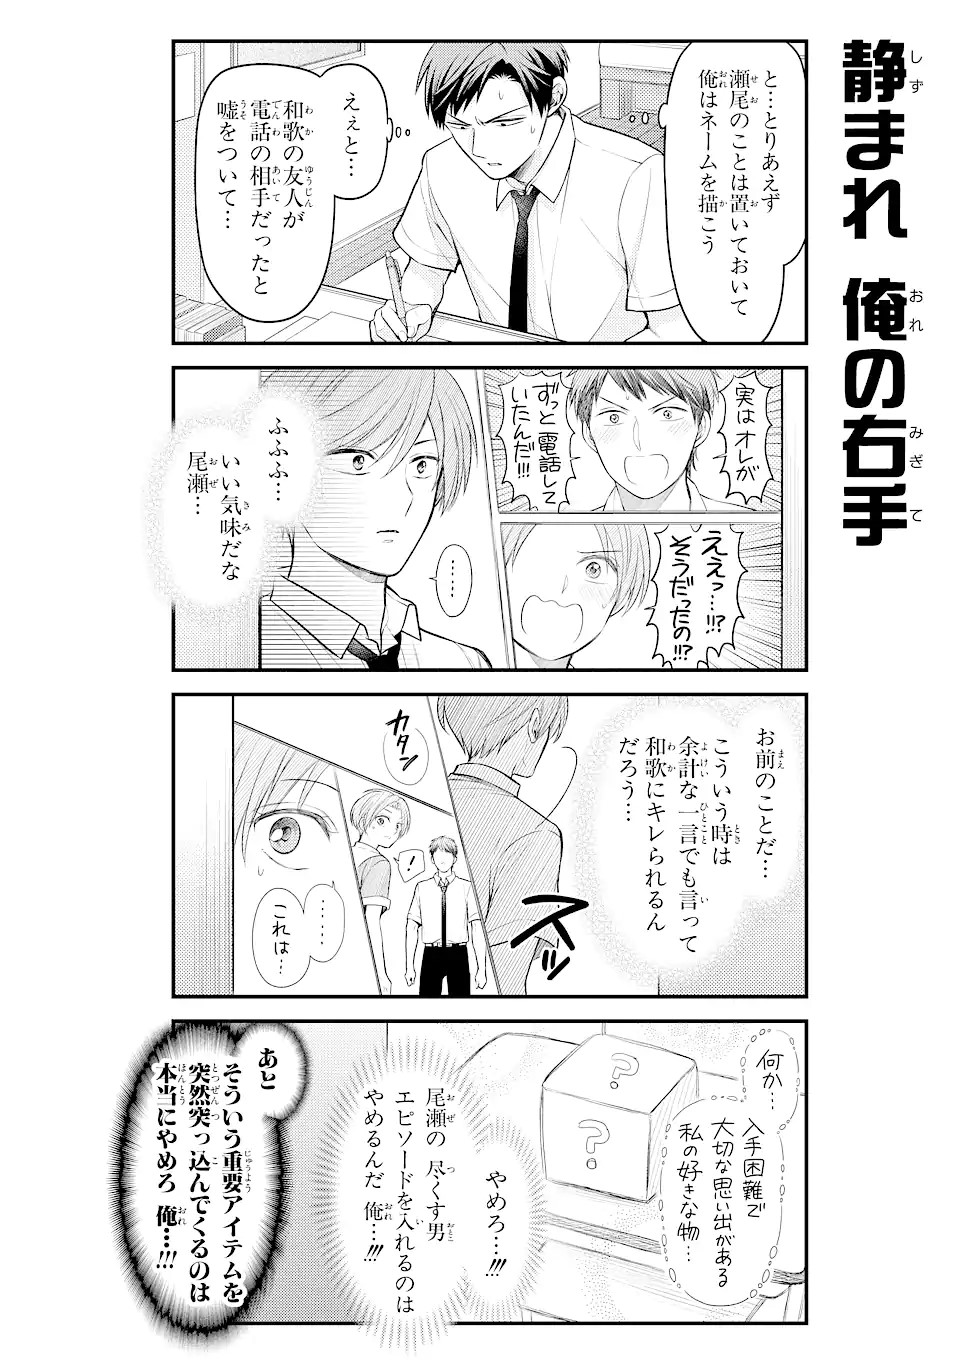 静まれ 俺の右手
と…とりあえず
瀬尾のことは置いておいて
俺はネームを描こう
ええと…
和歌の友人が
電話の相手だったと
嘘をついて…
実はオレが
ずっと電話して
いたんだ!!!
ええっ…!!?
そうだったの!!?
……
ふふふ…
いい気味だな
尾瀬…
お前のことだ…
こういう時は
余計な一言でも言って
和歌にキレられるん
だろう…
スッ
カタン
!
……
これは…
何か…
入手困難で
大切な思い出がある
私の好きな物…
?
?
やめろ…!!!
尾瀬の 尽くす男
エピソードを入れるのは
やめるんだ 俺…!!!
あと
そういう重要アイテムを
突然突っ込んでくるのは
本当にやめろ 俺…!!!